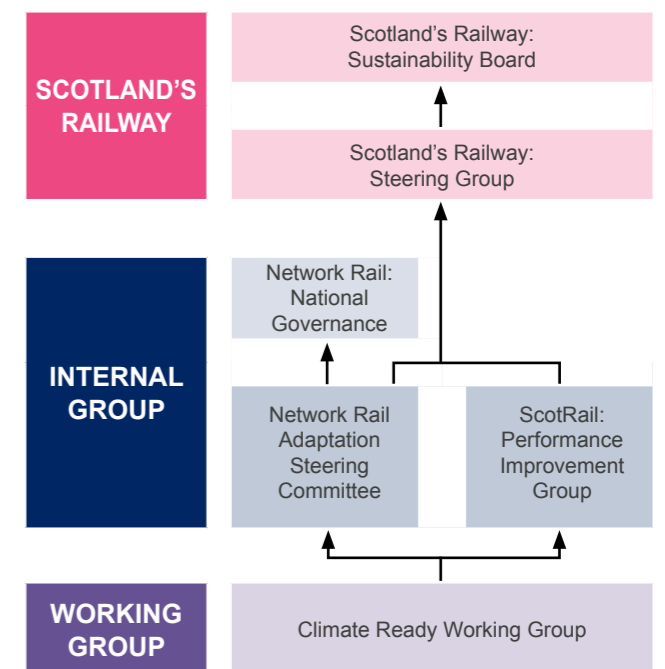 SCOTLAND’S
RAILWAY
Scotland’s Railway:
Sustainability Board
Scotland’s Railway:
Steering Group
INTERNAL
GROUP
Network Rail:
National
Governance
Network Rail
Adaptation
Steering
Committee
ScotRail:
Performance
Improvement
Group
WORKING
GROUP
Climate Ready Working Group